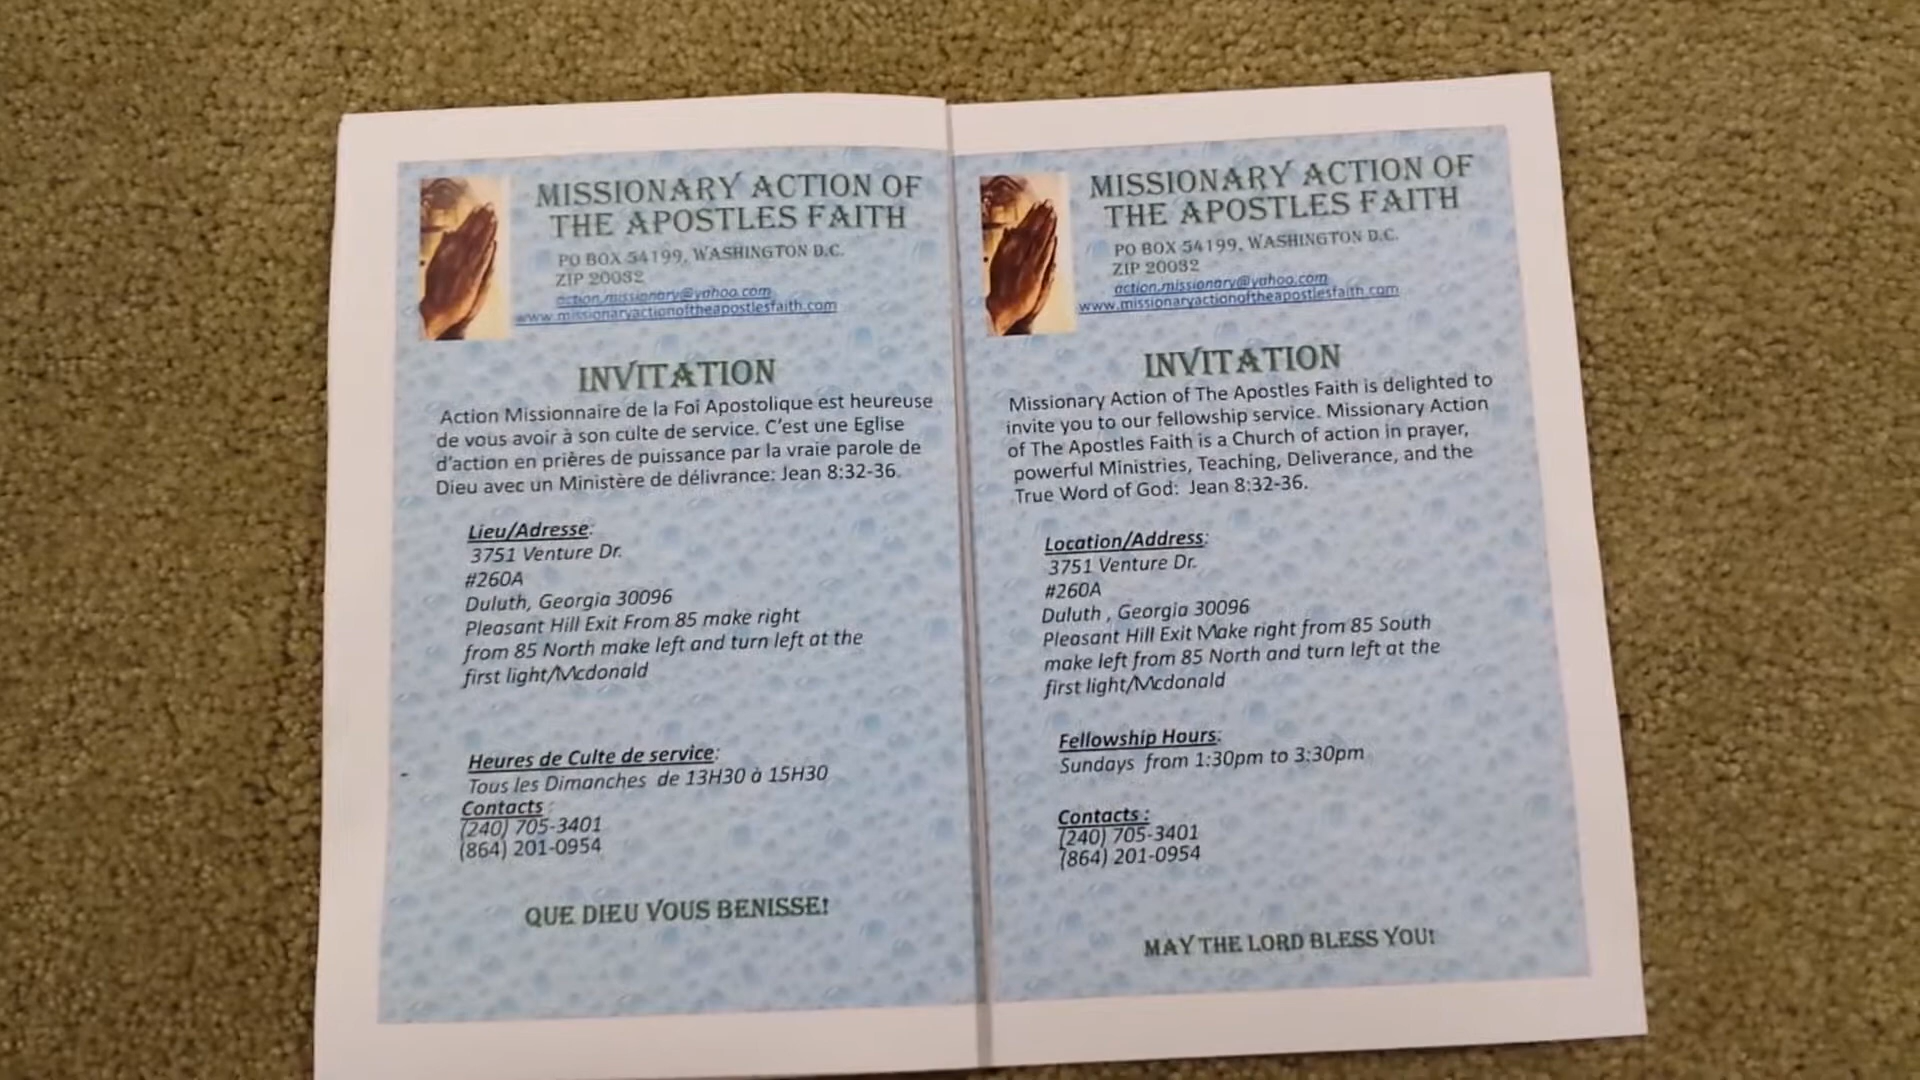 MISSIONARY ACTION OF
THE APOSTLES FAITH
PO BOX 54199, WASHINGTON D.C.
ZIP 20032
action.missionary@yahoo.com
www.missionaryactionoftheapostlesfaith.com
INVITATION
Action Missionnaire de la Foi Apostolique est heureuse
de vous avoir à son culte de service. C'est une Eglise
d'action en prières de puissance par la vraie parole de
Dieu avec un Ministère de délivrance: Jean 8:32-36.
Lieu/Adresse:
3751 Venture Dr.
#260A
Duluth, Georgia 30096
Pleasant Hill Exit From 85 make right
from 85 North make left and turn left at the
first light/Mcdonald
Heures de Culte de service:
Tous les Dimanches de 13H30 à 15H30
Contacts :
(240) 705-3401
(864) 201-0954
QUE DIEU VOUS BENISSE!
MISSIONARY ACTION OF
THE APOSTLES FAITH
PO BOX 54199, WASHINGTON D.C.
ZIP 20032
action.missionary@yahoo.com
www.missionaryactionoftheapostlesfaith.com
INVITATION
Missionary Action of The Apostles Faith is delighted to
invite you to our fellowship service. Missionary Action
of The Apostles Faith is a Church of action in prayer,
powerful Ministries, Teaching, Deliverance, and the
True Word of God: Jean 8:32-36.
Location/Address:
3751 Venture Dr.
#260A
Duluth , Georgia 30096
Pleasant Hill Exit Make right from 85 South
make left from 85 North and turn left at the
first light/Mcdonald
Fellowship Hours:
Sundays from 1:30pm to 3:30pm
Contacts :
(240) 705-3401
(864) 201-0954
MAY THE LORD BLESS YOU!